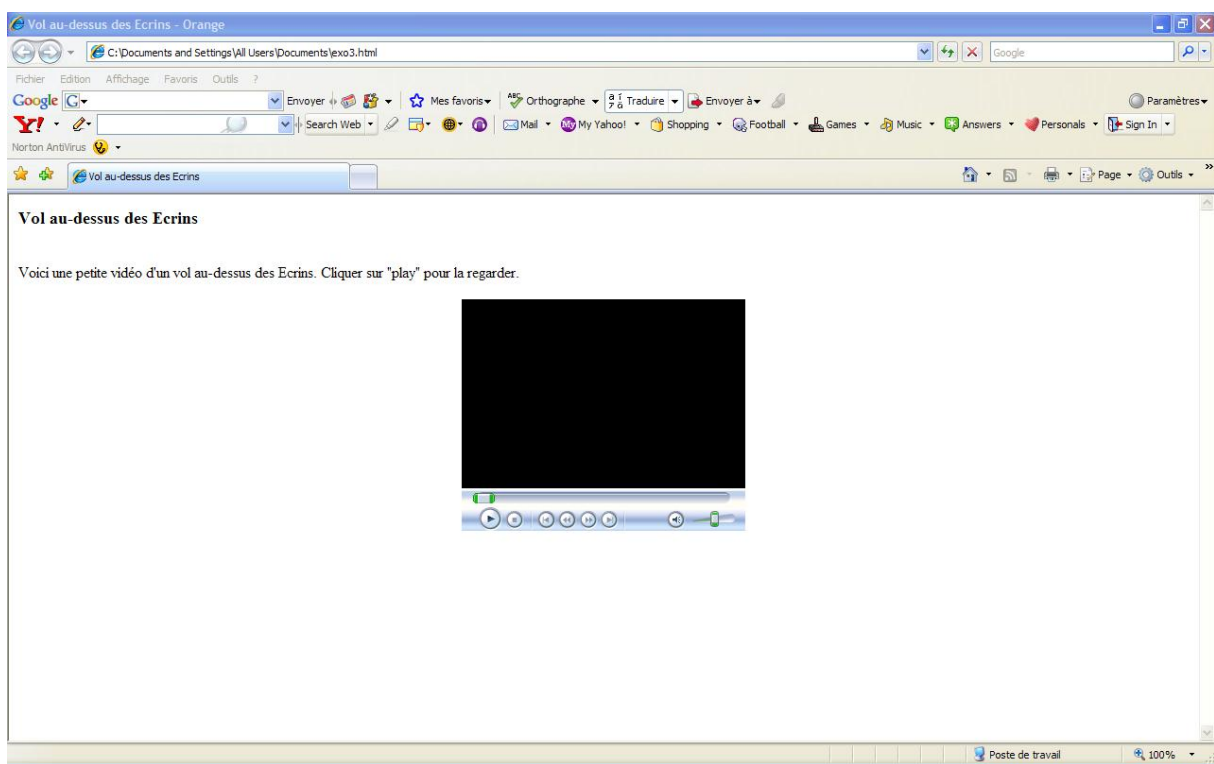 Vol au-dessus des Ecrins - Orange
C:\Documents and Settings\All Users\Documents\exo3.html
Google
Fichier Edition Affichage Favoris Outils ?
Google G Envoyer Mes favoris ABC Orthographe Traduire Envoyer à Paramètres
Y! Search Web Mail My My Yahoo! Shopping Football Games Music Answers Personals Sign In
Norton AntiVirus
Vol au-dessus des Ecrins Page Outils »
Vol au-dessus des Ecrins
Voici une petite vidéo d'un vol au-dessus des Ecrins. Cliquer sur "play" pour la regarder.
Poste de travail 100%